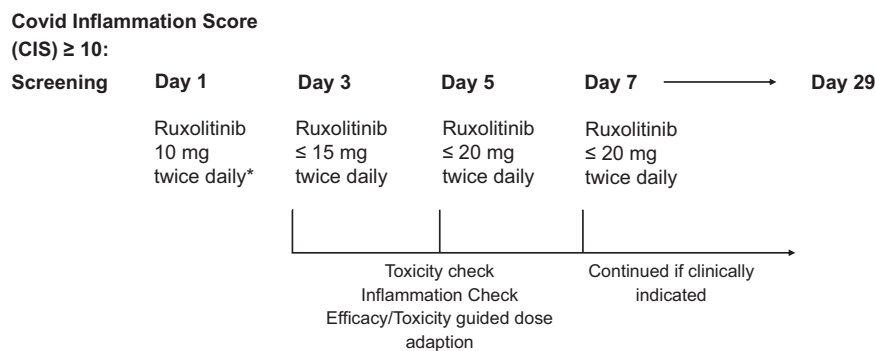 Covid Inflammation Score
(CIS) ≥ 10:
Screening Day 1 Day 3 Day 5 Day 7 Day 29
Ruxolitinib Ruxolitinib Ruxolitinib Ruxolitinib
10 mg ≤ 15 mg ≤ 20 mg ≤ 20 mg
twice daily* twice daily twice daily twice daily
Toxicity check Continued if clinically
Inflammation Check indicated
Efficacy/Toxicity guided dose
adaption